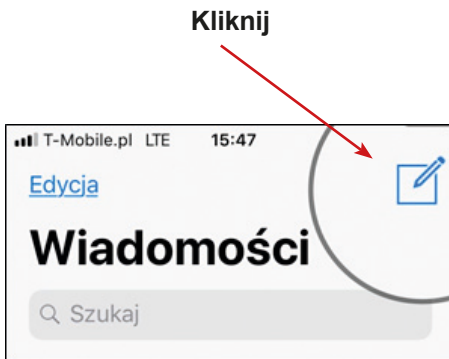 Kliknij
T-Mobile.pl LTE 15:47
Edycja
Wiadomości
Szukaj